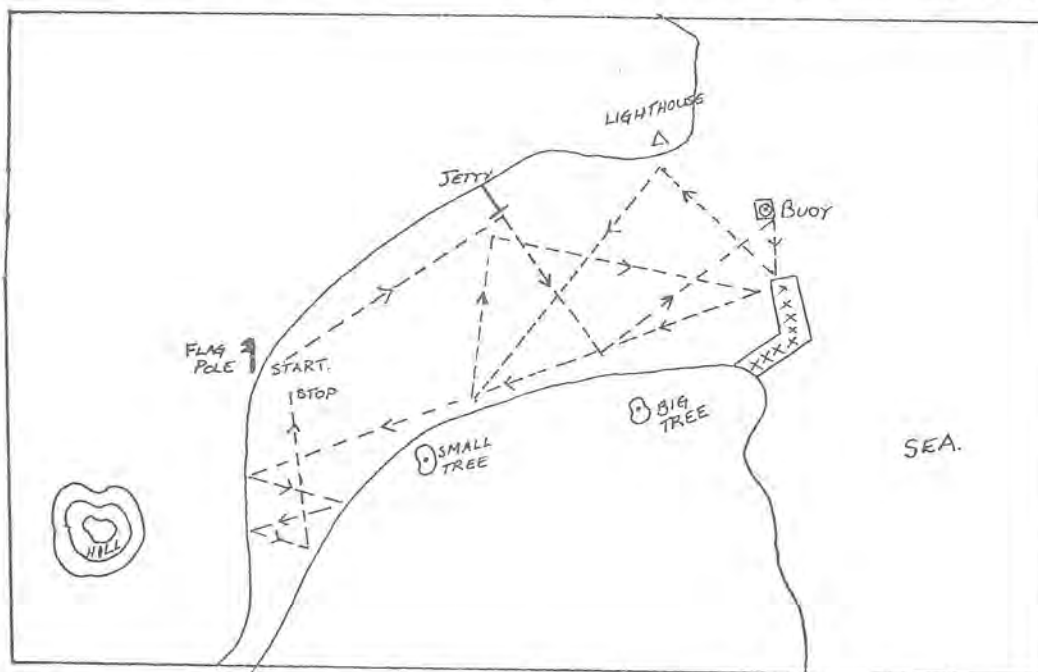 LIGHTHOUSE
JETTY
BUOY
FLAG
POLE
START.
STOP
BIG
TREE
SMALL
TREE
SEA.
HILL